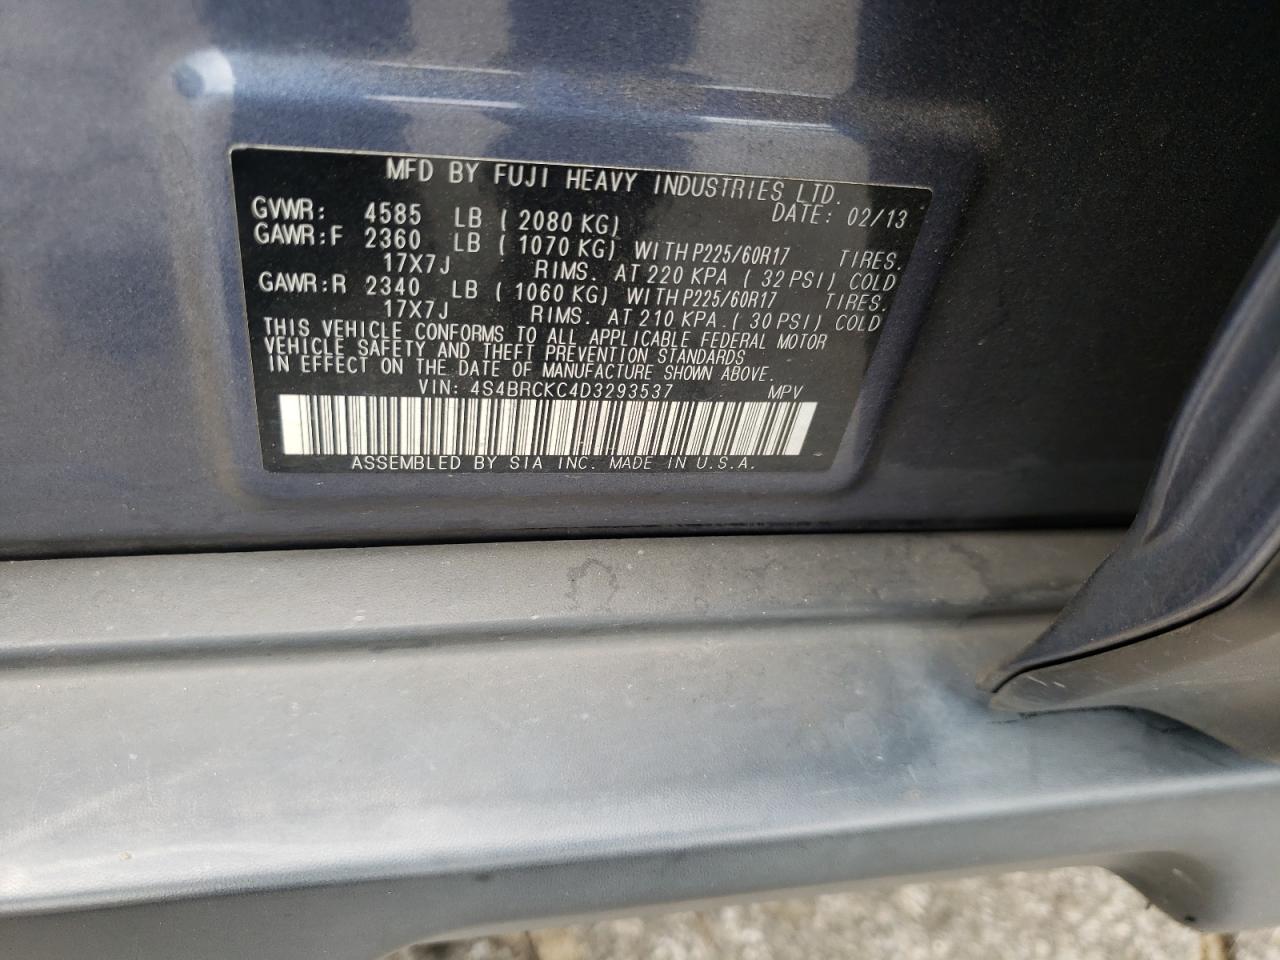 MFD BY FUJI HEAVY INDUSTRIES LTD.
DATE: 02/13
GVWR: 4585 LB ( 2080 KG)
GAWR:F 2360 LB ( 1070 KG) WITH P225/60R17 TIRES.
17X7J RIMS. AT 220 KPA ( 32 PSI) COLD
GAWR:R 2340 LB ( 1060 KG) WITH P225/60R17 TIRES.
17X7J RIMS. AT 210 KPA ( 30 PSI) COLD
THIS VEHICLE CONFORMS TO ALL APPLICABLE FEDERAL MOTOR
VEHICLE SAFETY AND THEFT PREVENTION STANDARDS
IN EFFECT ON THE DATE OF MANUFACTURE SHOWN ABOVE.
VIN: 4S4BRCKC4D3293537 MPV
ASSEMBLED BY SIA INC. MADE IN U.S.A.